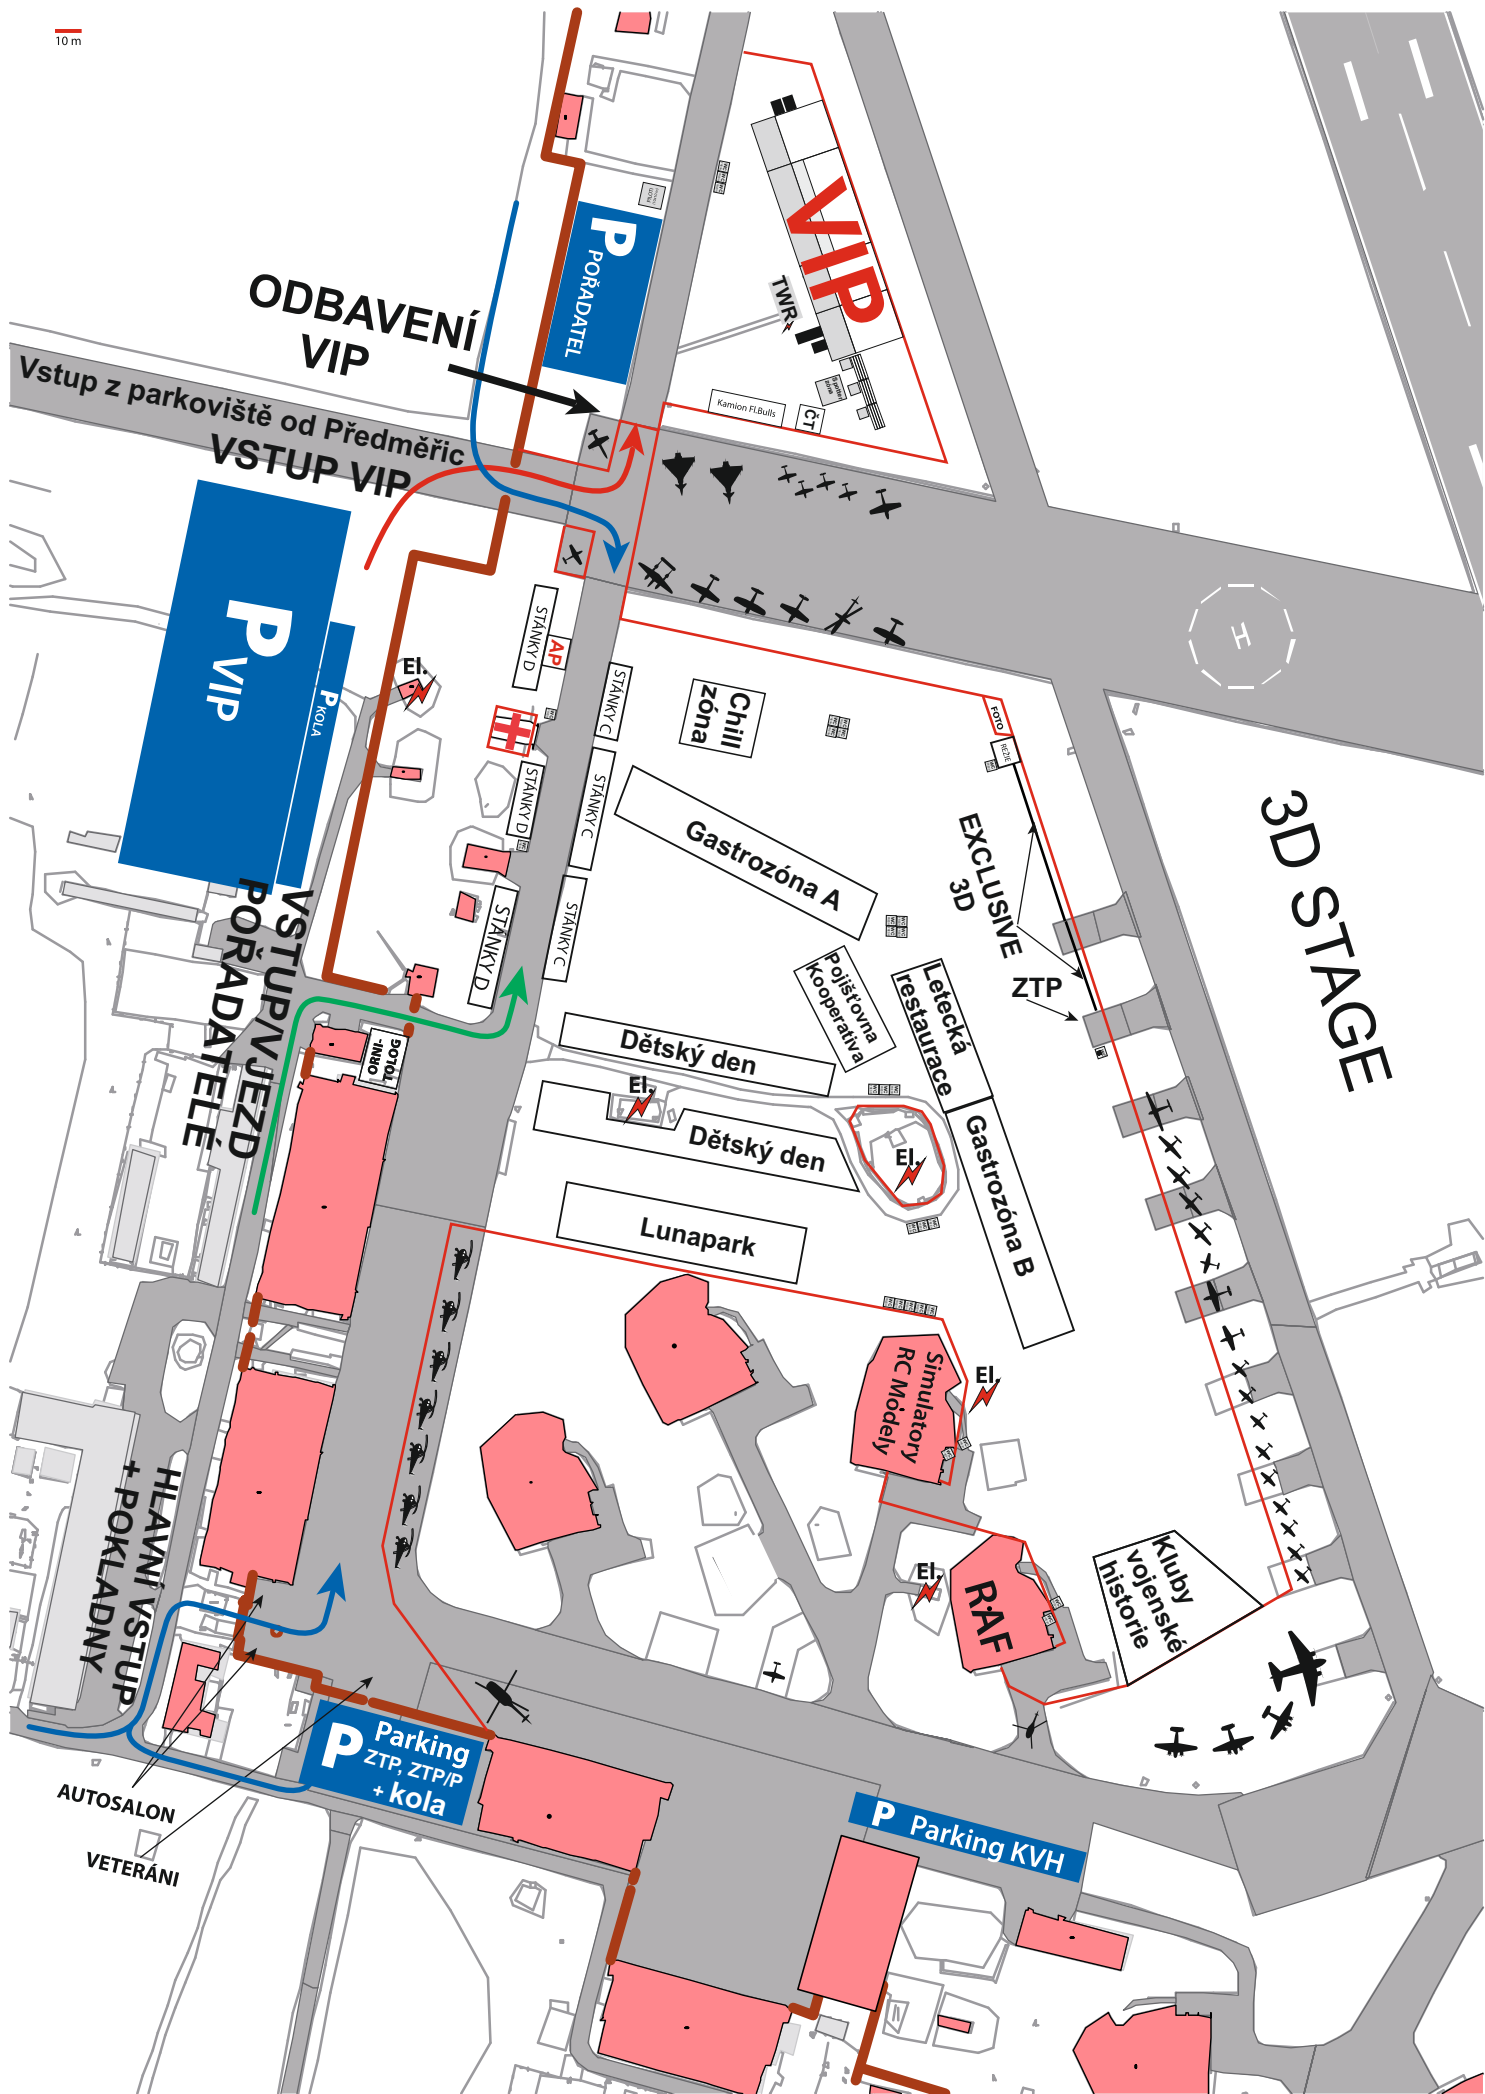 10 m
P
POŘADATEL
VIP
TWR
ODBAVENÍ
VIP
Kamion Fl.Bulls
ČT
Vstup z parkoviště od Předměřic
VSTUP VIP
P VIP
P KOLA
El.
STÁNKY D
AP
STÁNKY C
Chill
zóna
FOTO
REŽIE
STÁNKY D
STÁNKY C
Gastrozóna A
EXCLUSIVE
3D
3D STAGE
STÁNKY D
STÁNKY C
ZTP
VSTUP/VJEZD
POŘADATELÉ
Pojišťovna
Kooperativa
Letecká
restaurace
ORNI-
TOLOG
Dětský den
El.
Dětský den
El.
Gastrozóna B
Lunapark
Simulatory
RC Modely
El.
HLAVNÍ VSTUP
+ POKLADNY
El.
RAF
Kluby
vojenské
historie
P Parking
ZTP, ZTP/P
+ kola
AUTOSALON
VETERÁNI
P Parking KVH